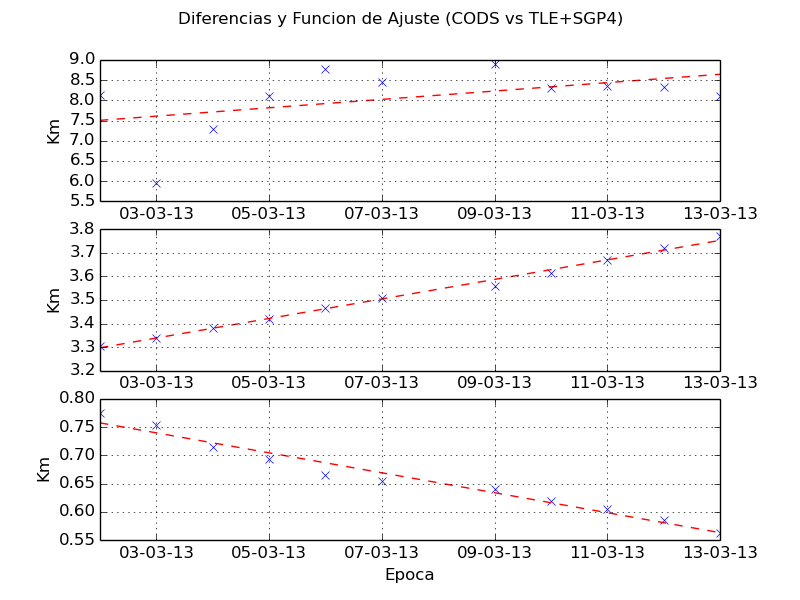 Diferencias y Funcion de Ajuste (CODS vs TLE+SGP4)
9.0
8.5
8.0
7.5
7.0
6.5
6.0
5.5
Km
03-03-13 05-03-13 07-03-13 09-03-13 11-03-13 13-03-13
3.8
3.7
3.6
3.5
3.4
3.3
3.2
Km
03-03-13 05-03-13 07-03-13 09-03-13 11-03-13 13-03-13
0.80
0.75
0.70
0.65
0.60
0.55
Km
03-03-13 05-03-13 07-03-13 09-03-13 11-03-13 13-03-13
Epoca